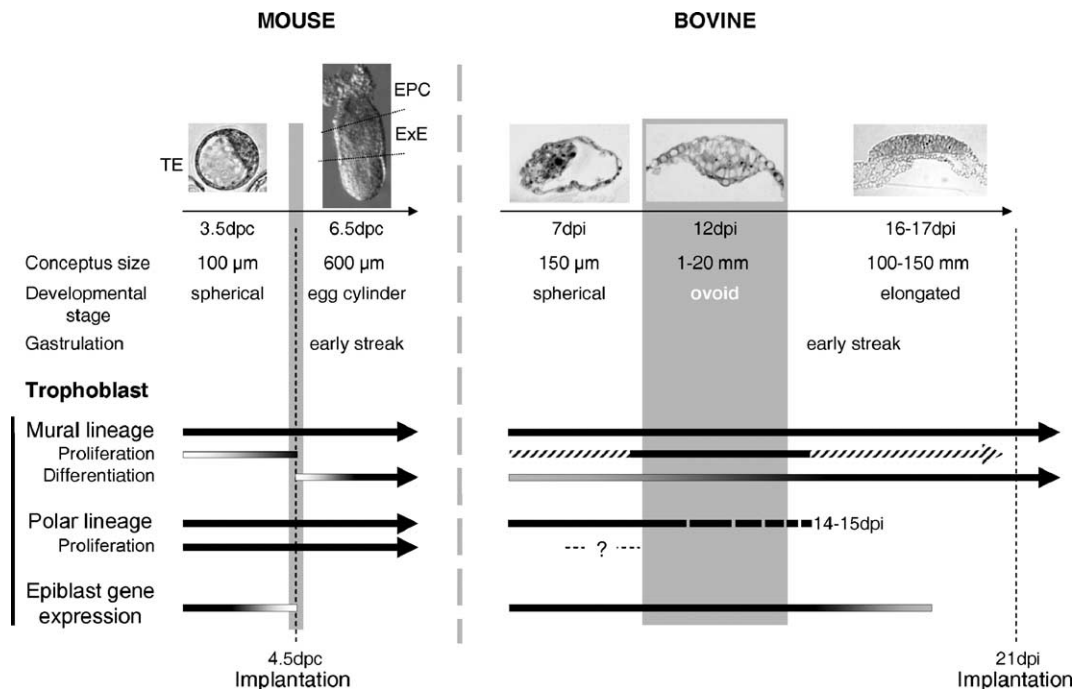 MOUSE BOVINE
EPC
ExE
TE
3.5dpc 6.5dpc 7dpi 12dpi 16-17dpi
Conceptus size 100 µm 600 µm 150 µm 1-20 mm 100-150 mm
Developmental stage spherical egg cylinder spherical ovoid elongated
Gastrulation early streak early streak
Trophoblast
Mural lineage
Proliferation
Differentiation
Polar lineage 14-15dpi
Proliferation ?
Epiblast gene
expression
4.5dpc 21dpi
Implantation Implantation